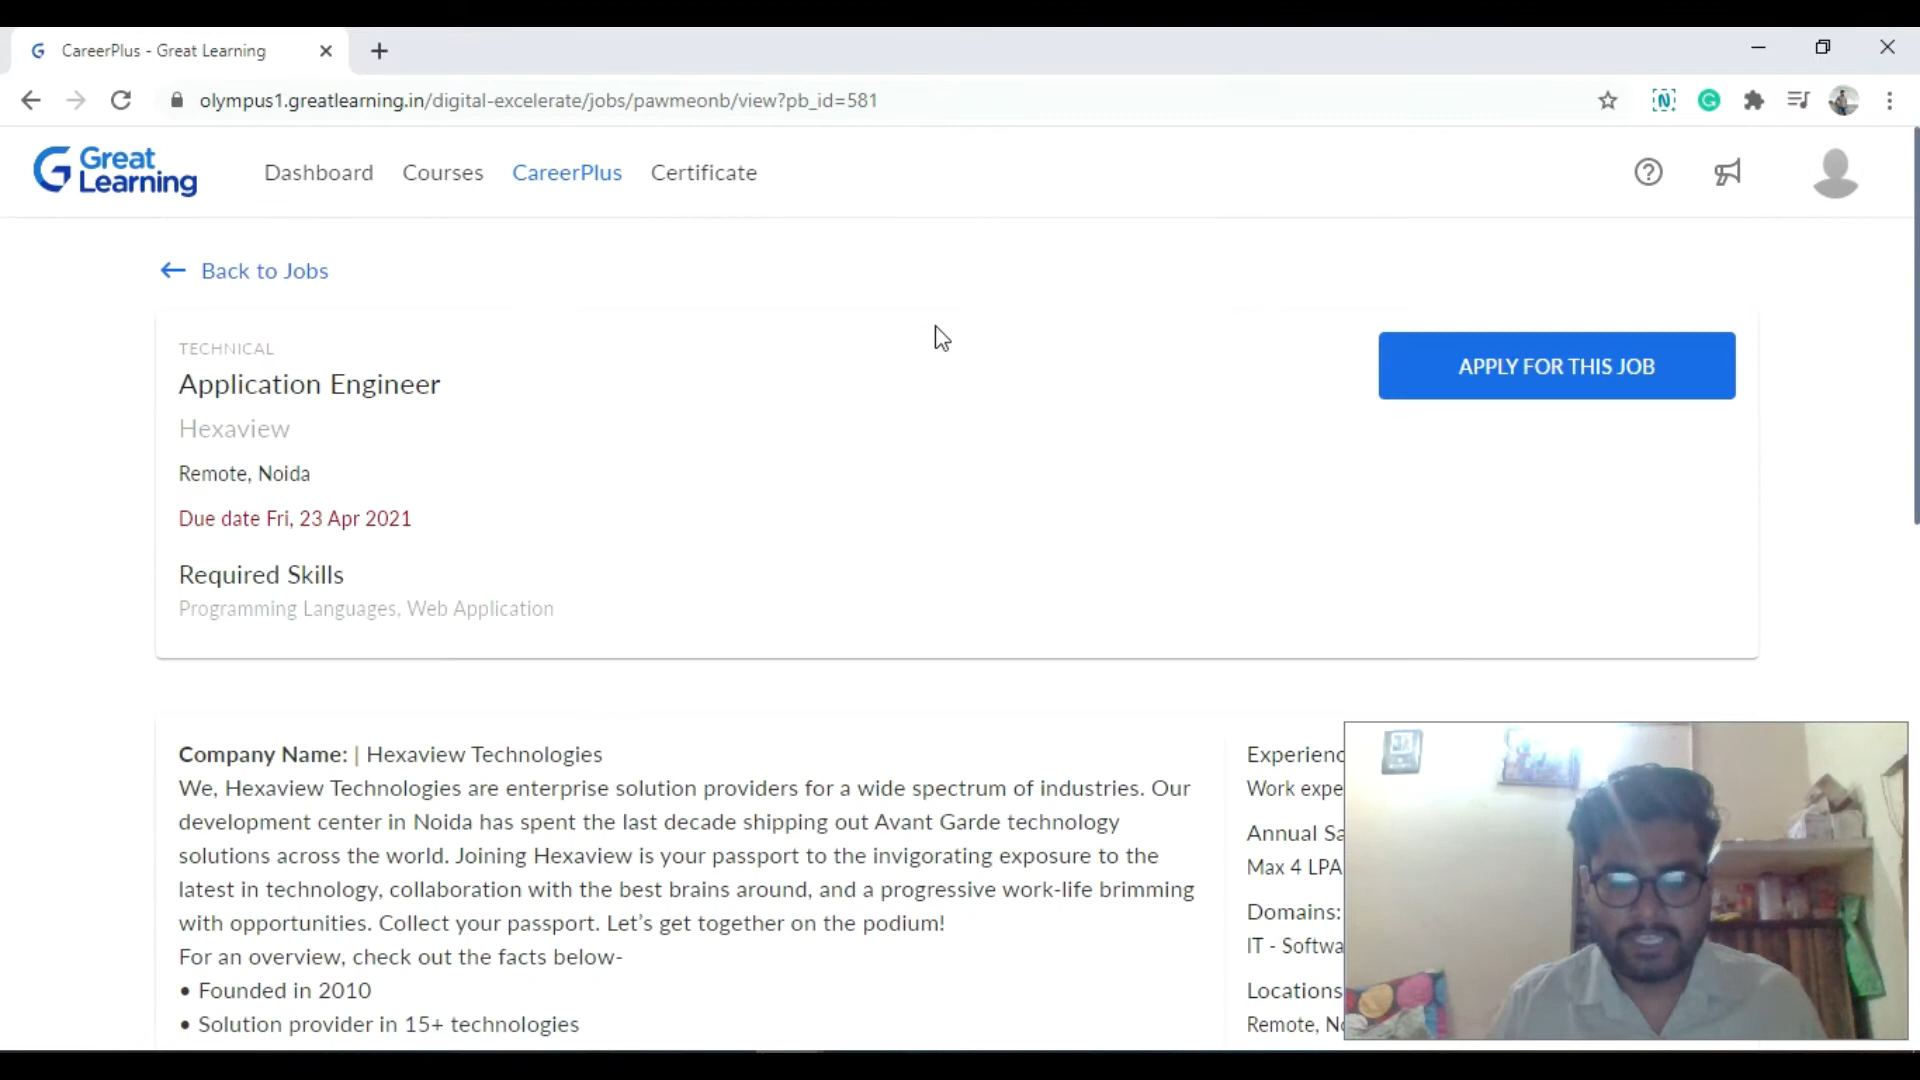 CareerPlus - Great Learning
olympus1.greatlearning.in/digital-excelerate/jobs/pawmeonb/view?pb_id=581
Great
Learning
Dashboard Courses CareerPlus Certificate
Back to Jobs
TECHNICAL
Application Engineer
APPLY FOR THIS JOB
Hexaview
Remote, Noida
Due date Fri, 23 Apr 2021
Required Skills
Programming Languages, Web Application
Company Name: | Hexaview Technologies
We, Hexaview Technologies are enterprise solution providers for a wide spectrum of industries. Our
development center in Noida has spent the last decade shipping out Avant Garde technology
solutions across the world. Joining Hexaview is your passport to the invigorating exposure to the
latest in technology, collaboration with the best brains around, and a progressive work-life brimming
with opportunities. Collect your passport. Let’s get together on the podium!
For an overview, check out the facts below-
• Founded in 2010
• Solution provider in 15+ technologies
Experienc
Work expe
Annual Sa
Max 4 LPA
Domains:
IT - Softwa
Locations
Remote, No